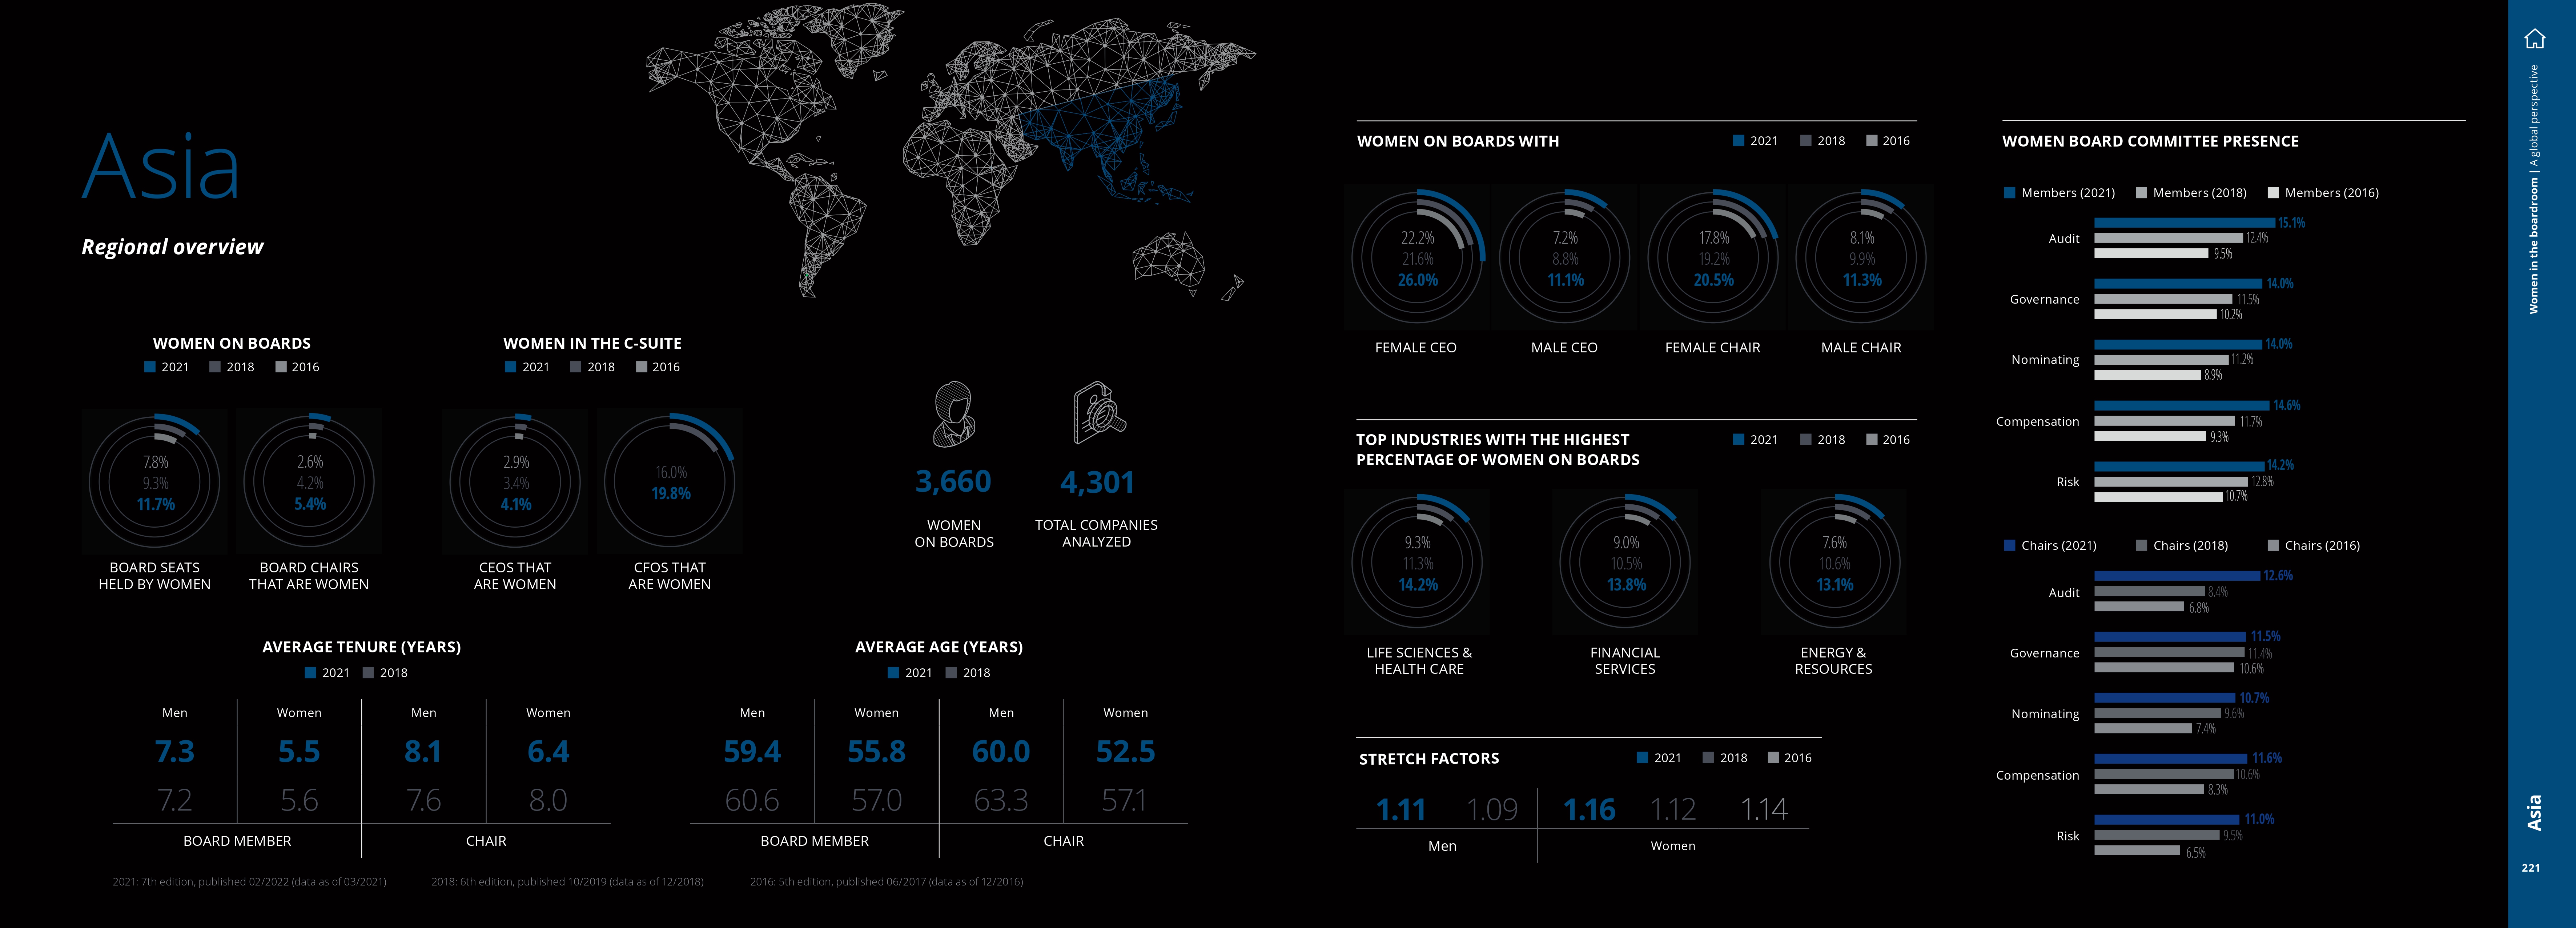 Asia
Regional overview
WOMEN ON BOARDS
2021 2018 2016
7.8%
9.3%
11.7%
BOARD SEATS
HELD BY WOMEN
2.6%
4.2%
5.4%
BOARD CHAIRS
THAT ARE WOMEN
WOMEN IN THE C-SUITE
2021 2018 2016
2.9%
3.4%
4.1%
CEOS THAT
ARE WOMEN
16.0%
19.8%
CFOS THAT
ARE WOMEN
3,660
WOMEN
ON BOARDS
4,301
TOTAL COMPANIES
ANALYZED
AVERAGE TENURE (YEARS)
2021 2018
Men Women Men Women
7.3 5.5 8.1 6.4
7.2 5.6 7.6 8.0
BOARD MEMBER CHAIR
AVERAGE AGE (YEARS)
2021 2018
Men Women Men Women
59.4 55.8 60.0 52.5
60.6 57.0 63.3 57.1
BOARD MEMBER CHAIR
2021: 7th edition, published 02/2022 (data as of 03/2021) 2018: 6th edition, published 10/2019 (data as of 12/2018) 2016: 5th edition, published 06/2017 (data as of 12/2016)
WOMEN ON BOARDS WITH
2021 2018 2016
22.2%
21.6%
26.0%
FEMALE CEO
7.2%
8.8%
11.1%
MALE CEO
17.8%
19.2%
20.5%
FEMALE CHAIR
8.1%
9.9%
11.3%
MALE CHAIR
TOP INDUSTRIES WITH THE HIGHEST
PERCENTAGE OF WOMEN ON BOARDS
2021 2018 2016
9.3%
11.3%
14.2%
LIFE SCIENCES &
HEALTH CARE
9.0%
10.5%
13.8%
FINANCIAL
SERVICES
7.6%
10.6%
13.1%
ENERGY &
RESOURCES
STRETCH FACTORS
2021 2018 2016
1.11 1.09 1.16 1.12 1.14
Men Women
WOMEN BOARD COMMITTEE PRESENCE
Members (2021) Members (2018) Members (2016)
Audit
15.1%
12.4%
9.5%
Governance
14.0%
11.5%
10.2%
Nominating
14.0%
11.2%
8.9%
Compensation
14.6%
11.7%
9.3%
Risk
14.2%
12.8%
10.7%
Chairs (2021) Chairs (2018) Chairs (2016)
Audit
12.6%
8.4%
6.8%
Governance
11.5%
11.4%
10.6%
Nominating
10.7%
9.6%
7.4%
Compensation
11.6%
10.6%
8.3%
Risk
11.0%
9.5%
6.5%
Women in the boardroom | A global perspective
Asia
221